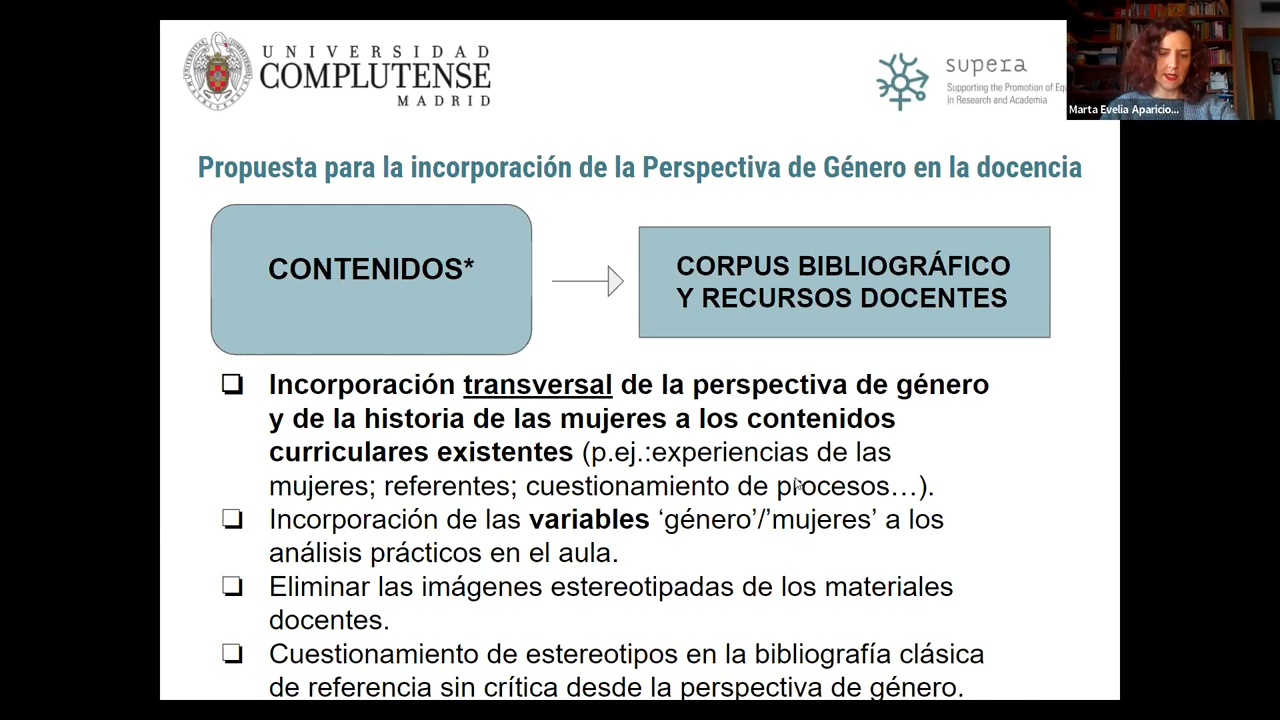 UNIVERSIDAD
COMPLUTENSE
MADRID
supera
Supporting the Promotion of Equ
in Research and Academia
Marta Evelia Aparicio...
Propuesta para la incorporación de la Perspectiva de Género en la docencia
CONTENIDOS*
CORPUS BIBLIOGRÁFICO
Y RECURSOS DOCENTES
❏ Incorporación transversal de la perspectiva de género
y de la historia de las mujeres a los contenidos
curriculares existentes (p.ej.:experiencias de las
mujeres; referentes; cuestionamiento de procesos…).
❏ Incorporación de las variables ‘género’/’mujeres’ a los
análisis prácticos en el aula.
❏ Eliminar las imágenes estereotipadas de los materiales
docentes.
❏ Cuestionamiento de estereotipos en la bibliografía clásica
de referencia sin crítica desde la perspectiva de género.